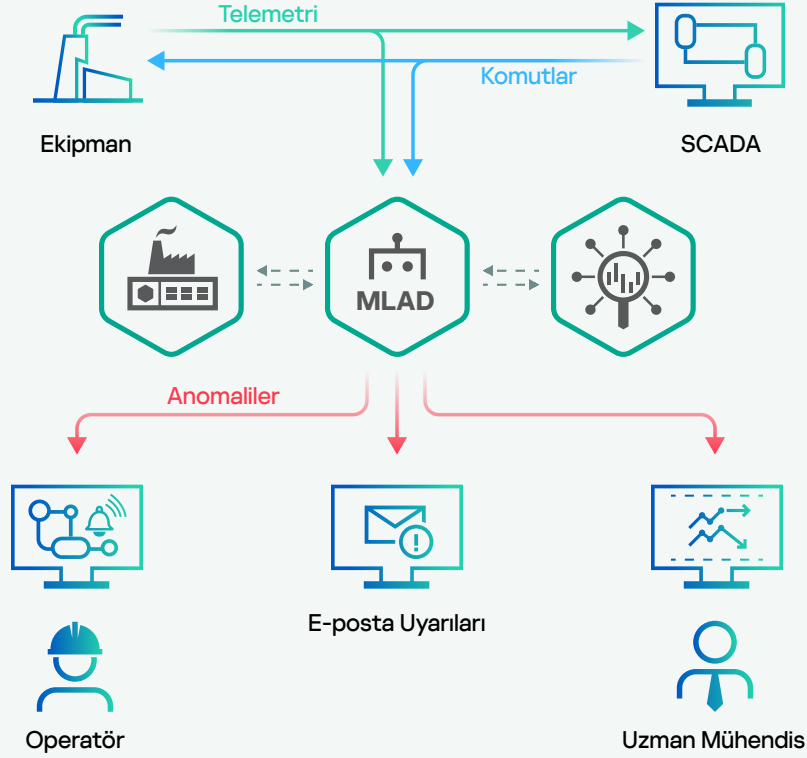 Telemetri
Komutlar
Ekipman
SCADA
MLAD
Anomaliler
E-posta Uyarıları
Operatör
Uzman Mühendis